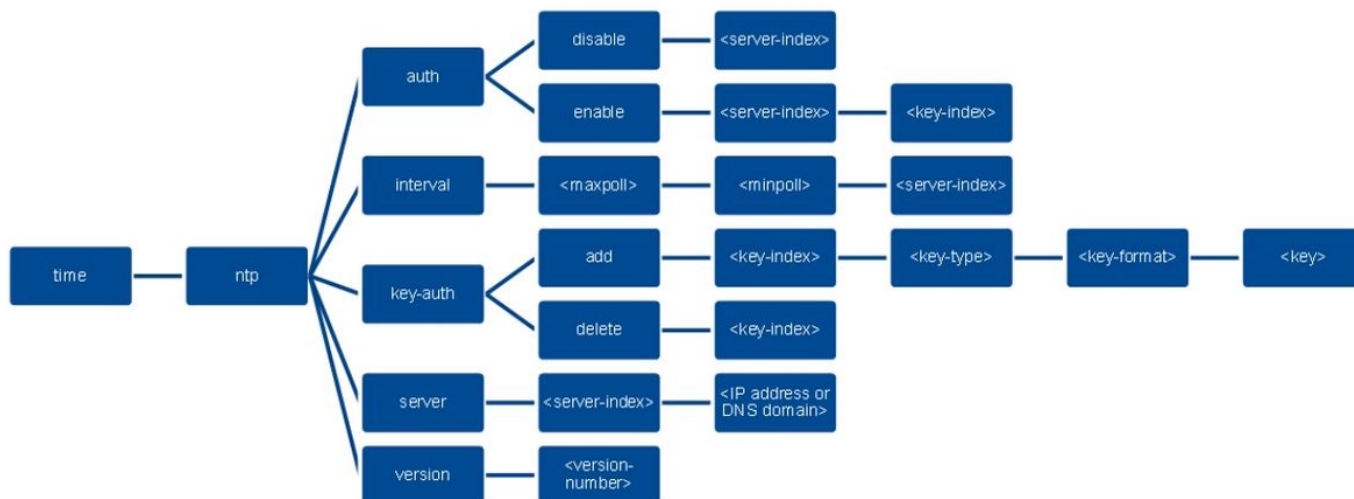 disable
<server-index>
auth
enable
<server-index>
<key-index>
interval
<maxpoll>
<minpoll>
<server-index>
time
ntp
key-auth
add
<key-index>
<key-type>
<key-format>
<key>
delete
<key-index>
server
<server-index>
<IP address or
DNS domain>
version
<version-
number>